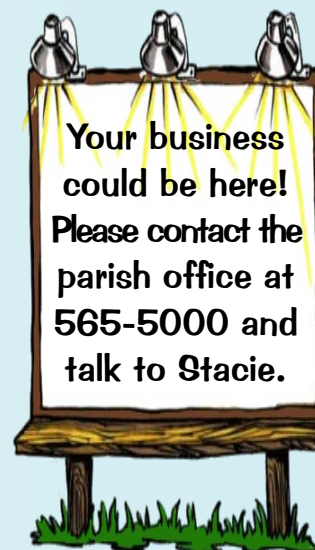 Your business
could be here!
Please contact the
parish office at
565-5000 and
talk to Stacie.